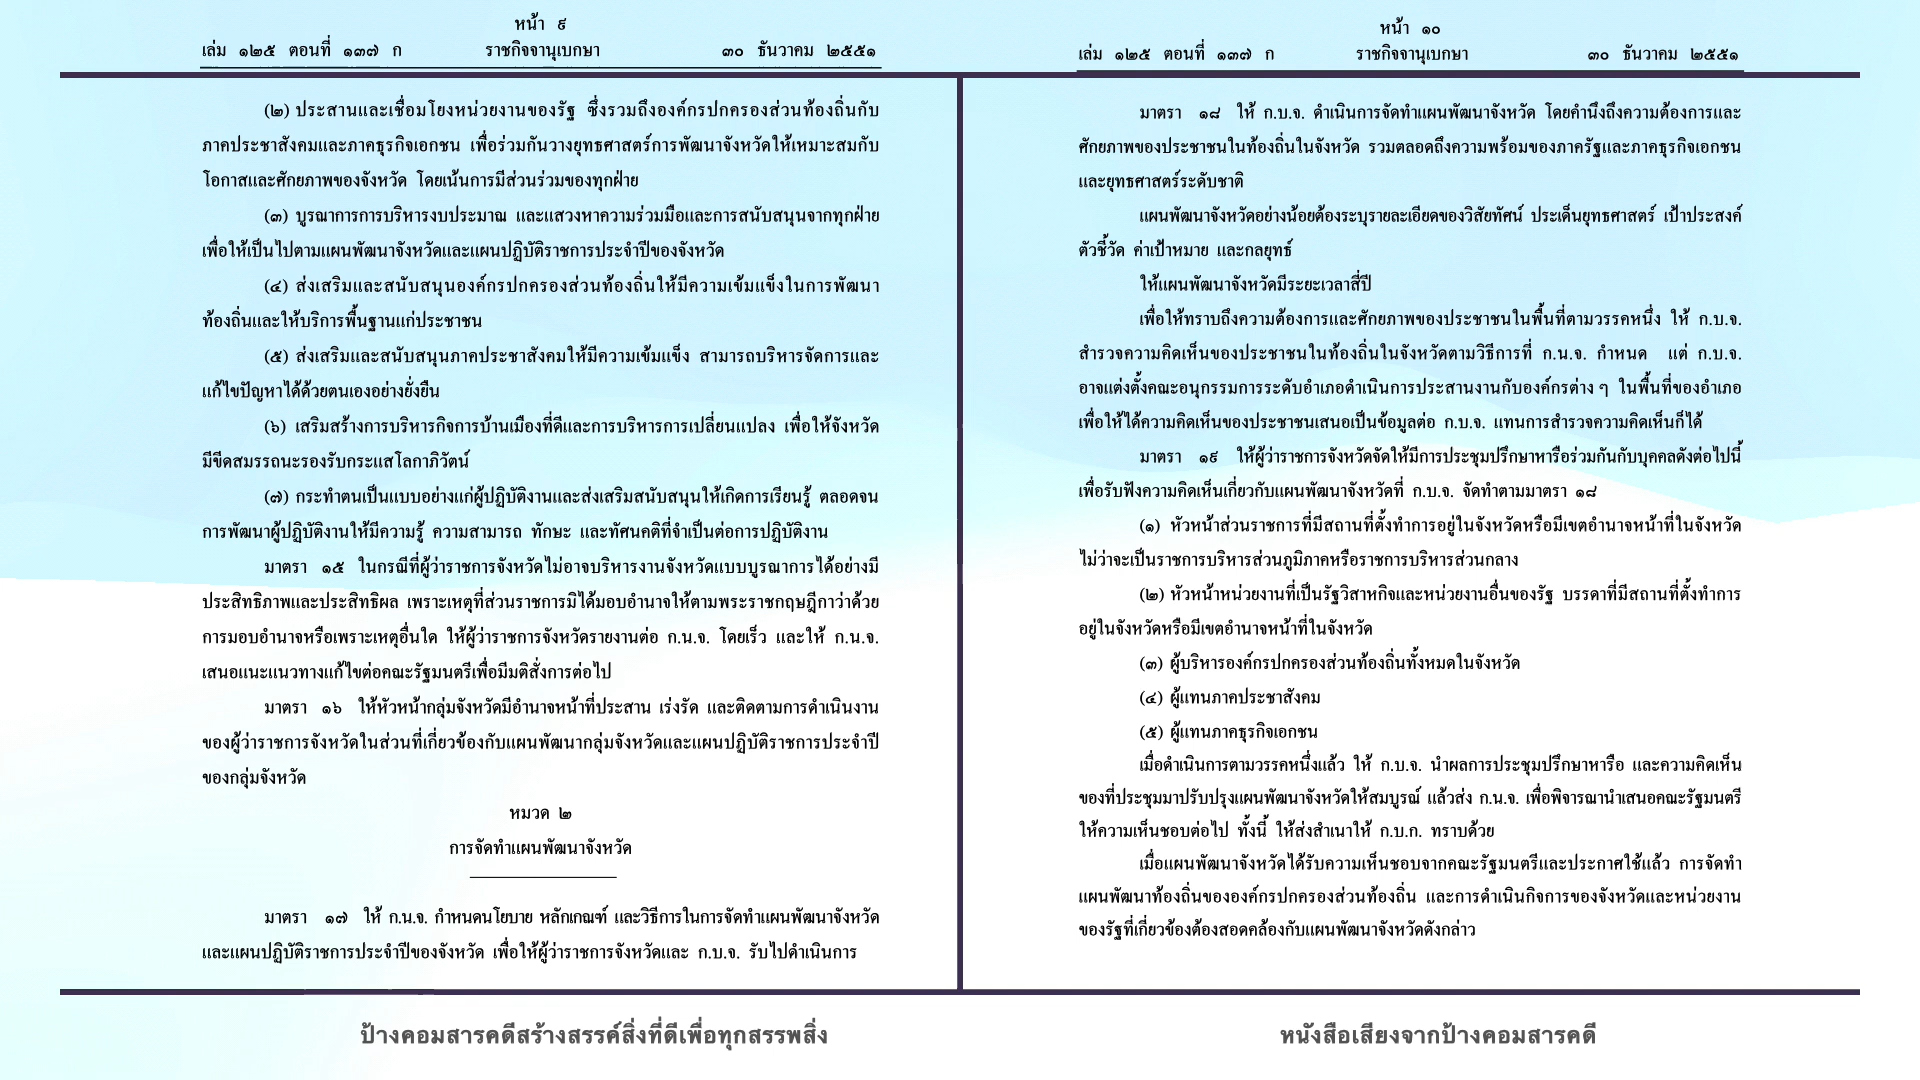 หน้า ๙
เล่ม ๑๒๕ ตอนที่ ๑๓๗ ก ราชกิจจานุเบกษา ๓๐ ธันวาคม ๒๕๕๑
(๒) ประสานและเชื่อมโยงหน่วยงานของรัฐ ซึ่งรวมถึงองค์กรปกครองส่วนท้องถิ่นกับ
ภาคประชาสังคมและภาคธุรกิจเอกชน เพื่อร่วมกันวางยุทธศาสตร์การพัฒนาจังหวัดให้เหมาะสมกับ
โอกาสและศักยภาพของจังหวัด โดยเน้นการมีส่วนร่วมของทุกฝ่าย
(๓) บูรณาการการบริหารงบประมาณ และแสวงหาความร่วมมือและการสนับสนุนจากทุกฝ่าย
เพื่อให้เป็นไปตามแผนพัฒนาจังหวัดและแผนปฏิบัติราชการประจำปีของจังหวัด
(๔) ส่งเสริมและสนับสนุนองค์กรปกครองส่วนท้องถิ่นให้มีความเข้มแข็งในการพัฒนา
ท้องถิ่นและให้บริการพื้นฐานแก่ประชาชน
(๕) ส่งเสริมและสนับสนุนภาคประชาสังคมให้มีความเข้มแข็ง สามารถบริหารจัดการและ
แก้ไขปัญหาได้ด้วยตนเองอย่างยั่งยืน
(๖) เสริมสร้างการบริหารกิจการบ้านเมืองที่ดีและการบริหารการเปลี่ยนแปลง เพื่อให้จังหวัด
มีขีดสมรรถนะรองรับกระแสโลกาภิวัตน์
(๗) กระทำตนเป็นแบบอย่างแก่ผู้ปฏิบัติงานและส่งเสริมสนับสนุนให้เกิดการเรียนรู้ ตลอดจน
การพัฒนาผู้ปฏิบัติงานให้มีความรู้ ความสามารถ ทักษะ และทัศนคติที่จำเป็นต่อการปฏิบัติงาน
มาตรา ๑๕ ในกรณีที่ผู้ว่าราชการจังหวัดไม่อาจบริหารงานจังหวัดแบบบูรณาการได้อย่างมี
ประสิทธิภาพและประสิทธิผล เพราะเหตุที่ส่วนราชการมิได้มอบอำนาจให้ตามพระราชกฤษฎีกาว่าด้วย
การมอบอำนาจหรือเพราะเหตุอื่นใด ให้ผู้ว่าราชการจังหวัดรายงานต่อ ก.น.จ. โดยเร็ว และให้ ก.น.จ.
เสนอแนะแนวทางแก้ไขต่อคณะรัฐมนตรีเพื่อมีมติสั่งการต่อไป
มาตรา ๑๖ ให้หัวหน้ากลุ่มจังหวัดมีอำนาจหน้าที่ประสาน เร่งรัด และติดตามการดำเนินงาน
ของผู้ว่าราชการจังหวัดในส่วนที่เกี่ยวข้องกับแผนพัฒนากลุ่มจังหวัดและแผนปฏิบัติราชการประจำปี
ของกลุ่มจังหวัด
หมวด ๒
การจัดทำแผนพัฒนาจังหวัด
มาตรา ๑๗ ให้ ก.น.จ. กำหนดนโยบาย หลักเกณฑ์ และวิธีการในการจัดทำแผนพัฒนาจังหวัด
และแผนปฏิบัติราชการประจำปีของจังหวัด เพื่อให้ผู้ว่าราชการจังหวัดและ ก.บ.จ. รับไปดำเนินการ
หน้า ๑๐
เล่ม ๑๒๕ ตอนที่ ๑๓๗ ก ราชกิจจานุเบกษา ๓๐ ธันวาคม ๒๕๕๑
มาตรา ๑๘ ให้ ก.บ.จ. ดำเนินการจัดทำแผนพัฒนาจังหวัด โดยคำนึงถึงความต้องการและ
ศักยภาพของประชาชนในท้องถิ่นในจังหวัด รวมตลอดถึงความพร้อมของภาครัฐและภาคธุรกิจเอกชน
และยุทธศาสตร์ระดับชาติ
แผนพัฒนาจังหวัดอย่างน้อยต้องระบุรายละเอียดของวิสัยทัศน์ ประเด็นยุทธศาสตร์ เป้าประสงค์
ตัวชี้วัด ค่าเป้าหมาย และกลยุทธ์
ให้แผนพัฒนาจังหวัดมีระยะเวลาสี่ปี
เพื่อให้ทราบถึงความต้องการและศักยภาพของประชาชนในพื้นที่ตามวรรคหนึ่ง ให้ ก.บ.จ.
สำรวจความคิดเห็นของประชาชนในท้องถิ่นในจังหวัดตามวิธีการที่ ก.น.จ. กำหนด แต่ ก.บ.จ.
อาจแต่งตั้งคณะอนุกรรมการระดับอำเภอดำเนินการประสานงานกับองค์กรต่าง ๆ ในพื้นที่ของอำเภอ
เพื่อให้ได้ความคิดเห็นของประชาชนเสนอเป็นข้อมูลต่อ ก.บ.จ. แทนการสำรวจความคิดเห็นก็ได้
มาตรา ๑๙ ให้ผู้ว่าราชการจังหวัดจัดให้มีการประชุมปรึกษาหารือร่วมกันกับบุคคลดังต่อไปนี้
เพื่อรับฟังความคิดเห็นเกี่ยวกับแผนพัฒนาจังหวัดที่ ก.บ.จ. จัดทำตามมาตรา ๑๘
(๑) หัวหน้าส่วนราชการที่มีสถานที่ตั้งทำการอยู่ในจังหวัดหรือมีเขตอำนาจหน้าที่ในจังหวัด
ไม่ว่าจะเป็นราชการบริหารส่วนภูมิภาคหรือราชการบริหารส่วนกลาง
(๒) หัวหน้าหน่วยงานที่เป็นรัฐวิสาหกิจและหน่วยงานอื่นของรัฐ บรรดาที่มีสถานที่ตั้งทำการ
อยู่ในจังหวัดหรือมีเขตอำนาจหน้าที่ในจังหวัด
(๓) ผู้บริหารองค์กรปกครองส่วนท้องถิ่นทั้งหมดในจังหวัด
(๔) ผู้แทนภาคประชาสังคม
(๕) ผู้แทนภาคธุรกิจเอกชน
เมื่อดำเนินการตามวรรคหนึ่งแล้ว ให้ ก.บ.จ. นำผลการประชุมปรึกษาหารือ และความคิดเห็น
ของที่ประชุมมาปรับปรุงแผนพัฒนาจังหวัดให้สมบูรณ์ แล้วส่ง ก.น.จ. เพื่อพิจารณานำเสนอคณะรัฐมนตรี
ให้ความเห็นชอบต่อไป ทั้งนี้ ให้ส่งสำเนาให้ ก.บ.ก. ทราบด้วย
เมื่อแผนพัฒนาจังหวัดได้รับความเห็นชอบจากคณะรัฐมนตรีและประกาศใช้แล้ว การจัดทำ
แผนพัฒนาท้องถิ่นขององค์กรปกครองส่วนท้องถิ่น และการดำเนินกิจการของจังหวัดและหน่วยงาน
ของรัฐที่เกี่ยวข้องต้องสอดคล้องกับแผนพัฒนาจังหวัดดังกล่าว
ป้างคอมสารคดีสร้างสรรค์สิ่งที่ดีเพื่อทุกสรรพสิ่ง
หนังสือเสียงจากป้างคอมสารคดี